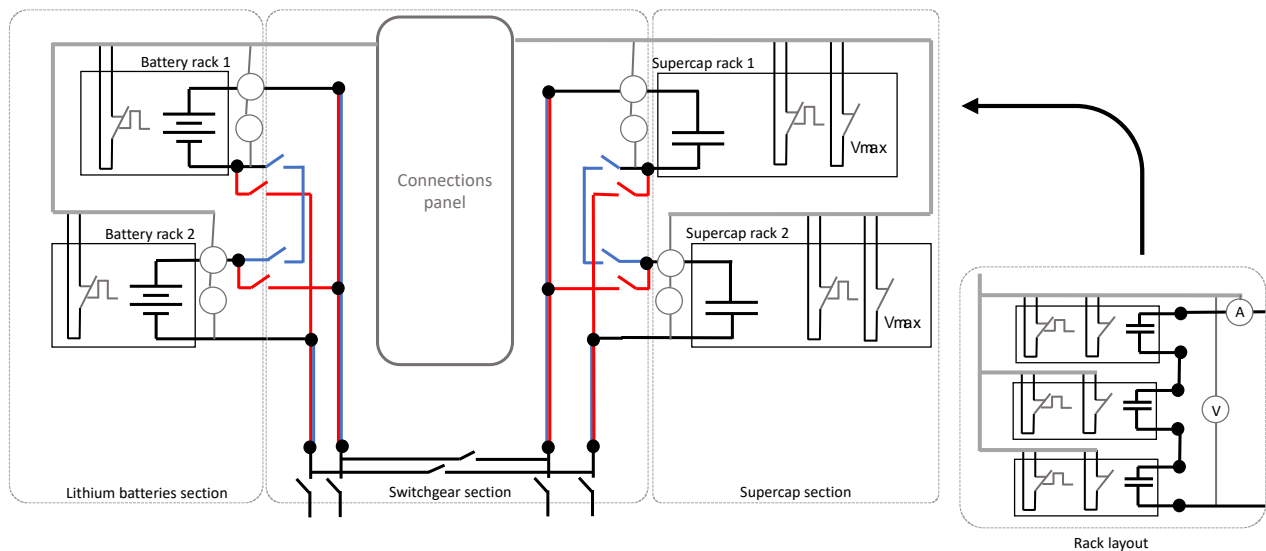 Battery rack 1
Supercap rack 1
Vmax
Connections
panel
Battery rack 2
Supercap rack 2
Vmax
A
V
Lithium batteries section
Switchgear section
Supercap section
Rack layout